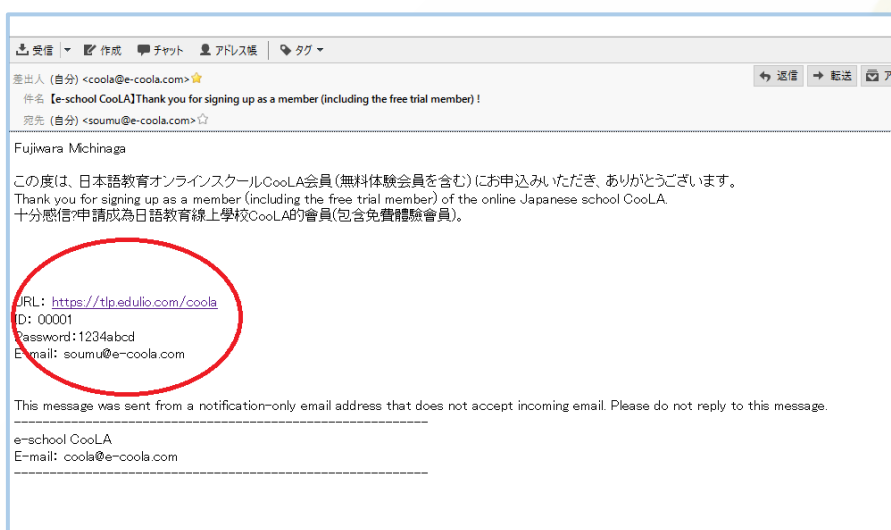 受信 作成 チャット アドレス帳 タグ
差出人 (自分) <coola@e-coola.com> 返信 転送
件名 【e-school CooLA】Thank you for signing up as a member (including the free trial member) !
宛先 (自分) <soumu@e-coola.com>
Fujiwara Michinaga
この度は、日本語教育オンラインスクールCooLA会員(無料体験会員を含む)にお申込みいただき、ありがとうございます。
Thank you for signing up as a member (including the free trial member) of the online Japanese school CooLA.
十分感信?申請成為日語教育線上學校CooLA的會員(包含免費體驗會員)。
URL: https://tlp.edulio.com/coola
ID: 00001
Password:1234abcd
E-mail: soumu@e-coola.com
This message was sent from a notification-only email address that does not accept incoming email. Please do not reply to this message.
------------------------------------------------------------
e-school CooLA
E-mail: coola@e-coola.com
------------------------------------------------------------